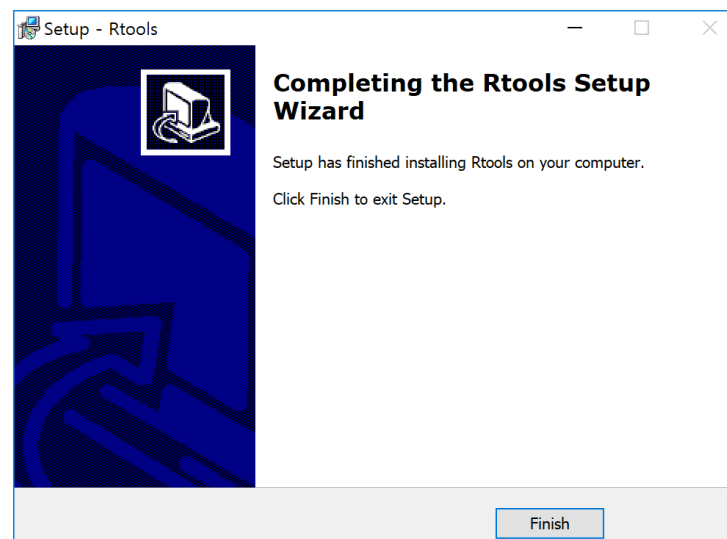 Setup - Rtools
Completing the Rtools Setup
Wizard
Setup has finished installing Rtools on your computer.
Click Finish to exit Setup.
Finish